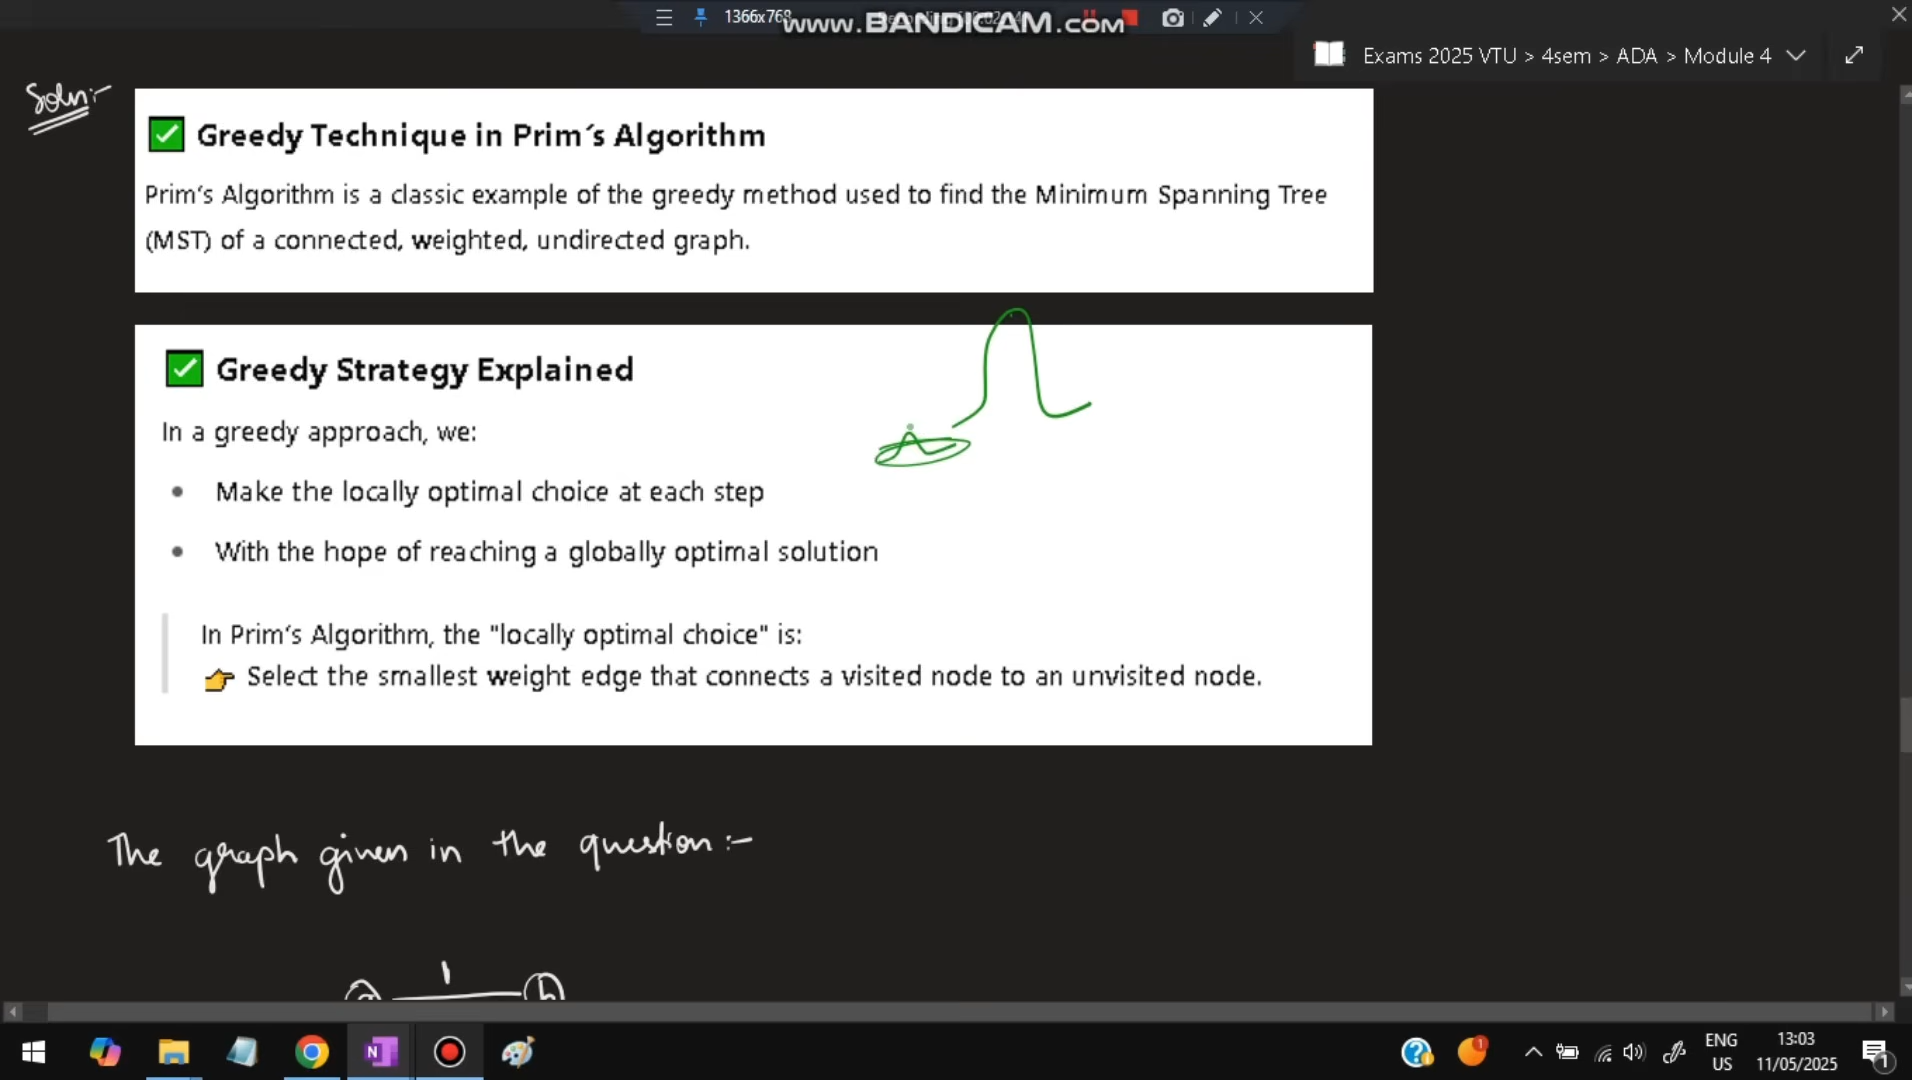 1366x768
www.BANDICAM.com
Exams 2025 VTU > 4sem > ADA > Module 4
Soln:-
Greedy Technique in Prim's Algorithm
Prim's Algorithm is a classic example of the greedy method used to find the Minimum Spanning Tree
(MST) of a connected, weighted, undirected graph.
Greedy Strategy Explained
In a greedy approach, we:
• Make the locally optimal choice at each step
• With the hope of reaching a globally optimal solution
In Prim's Algorithm, the "locally optimal choice" is:
👉 Select the smallest weight edge that connects a visited node to an unvisited node.
The graph given in the question:-
1
a b
ENG
US
13:03
11/05/2025
1
1